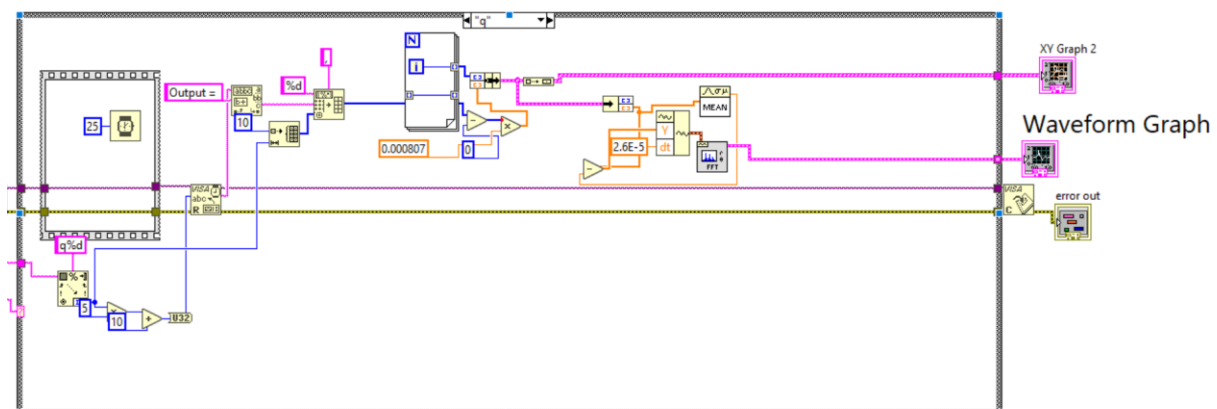 "q"
XY Graph 2
N
,
%d
Output =
i
10
25
MEAN
Waveform Graph
Y
0.000807
0
2.6E-5
dt
FFT
VISA
abc
R
VISA
C
error out
q%d
5
10
U32